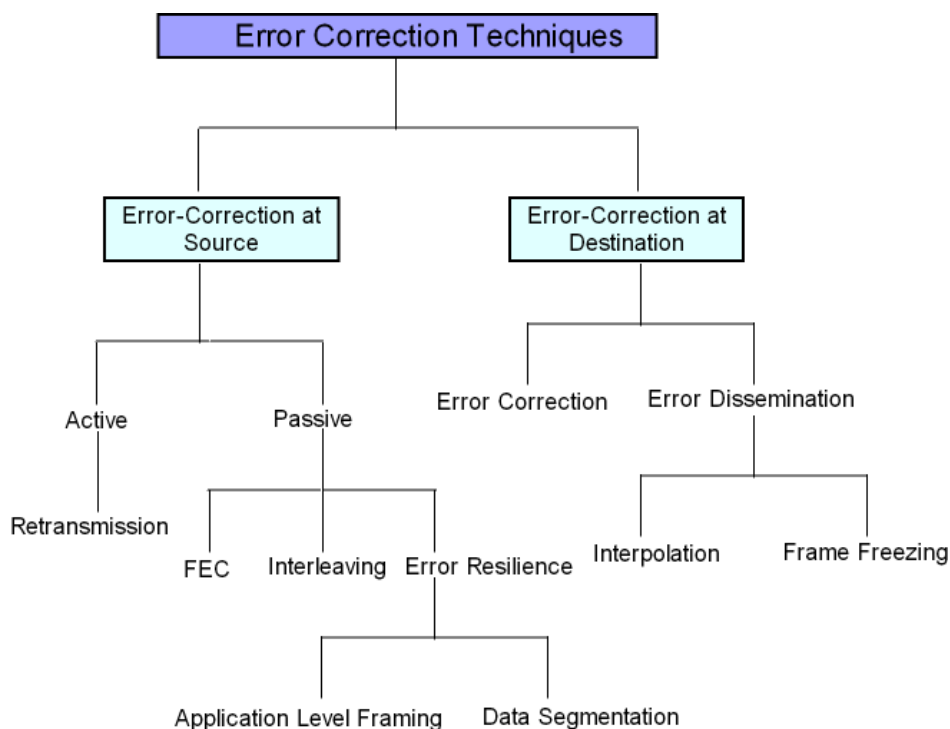 Error Correction Techniques
Error-Correction at
Source
Error-Correction at
Destination
Error Correction
Error Dissemination
Active
Passive
Retransmission
FEC
Interleaving
Error Resilience
Interpolation
Frame Freezing
Application Level Framing
Data Segmentation